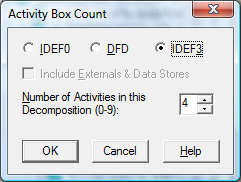 Activity Box Count
IDEF0 DFD IDEF3
Include Externals & Data Stores
Number of Activities in this
Decomposition (0-9): 4
OK Cancel Help